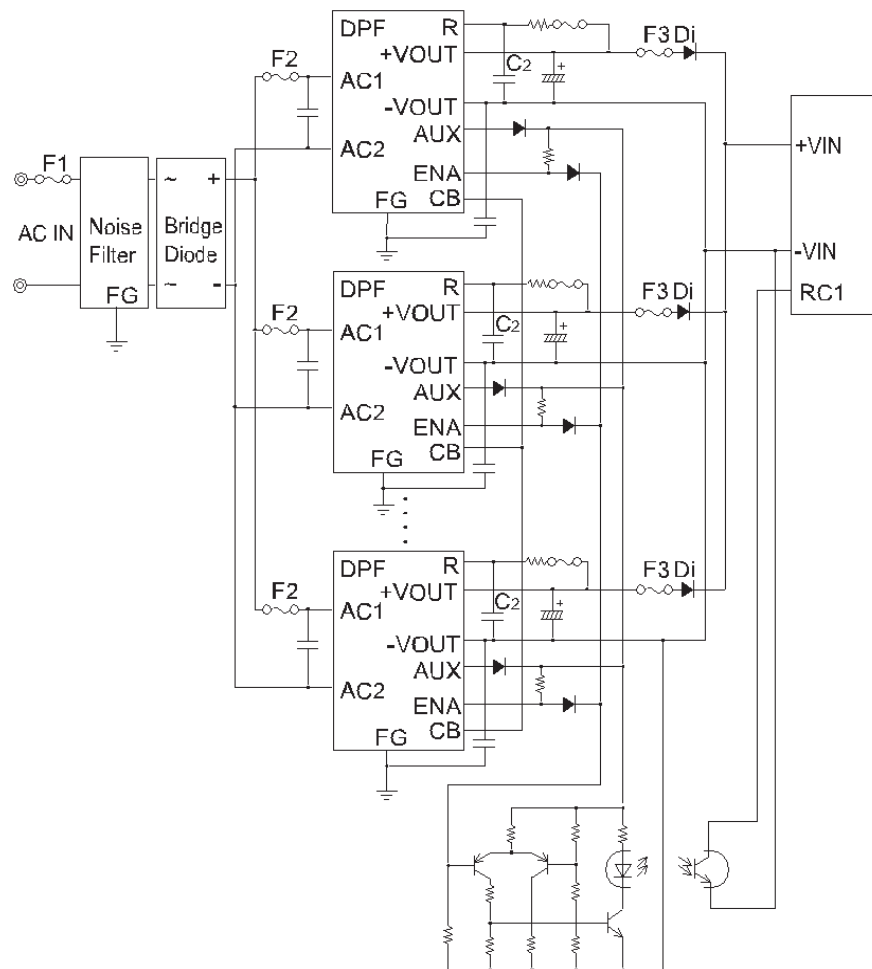 DPF
R
+VOUT
F3 Di
F2
AC1
C2
+
-VOUT
AUX
AC2
ENA
CB
FG
F1
AC IN
Noise
Filter
FG
~ +
Bridge
Diode
~ -
+VIN
-VIN
RC1
DPF
R
+VOUT
F3 Di
F2
AC1
C2
+
-VOUT
AUX
AC2
ENA
CB
FG
DPF
R
+VOUT
F3 Di
F2
AC1
C2
+
-VOUT
AUX
AC2
ENA
CB
FG